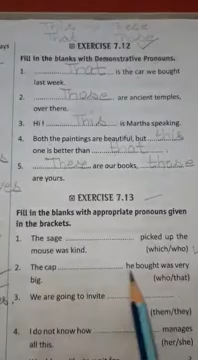 This These
That Those
ays
EXERCISE 7.12
Fill in the blanks with Demonstrative Pronouns.
1. That is the car we bought
last week.
2. Those are ancient temples,
over there.
3. Hi! This is Martha speaking.
4. Both the paintings are beautiful, but this
one is better than that.
5. These are our books, those
are yours.
EXERCISE 7.13
Fill in the blanks with appropriate pronouns given
in the brackets.
1. The sage .................... picked up the
mouse was kind. (which/who)
2. The cap .................... he bought was very
big. (who/that)
3. We are going to invite ....................
(them/they)
4. I do not know how .................... manages
all this. (her/she)